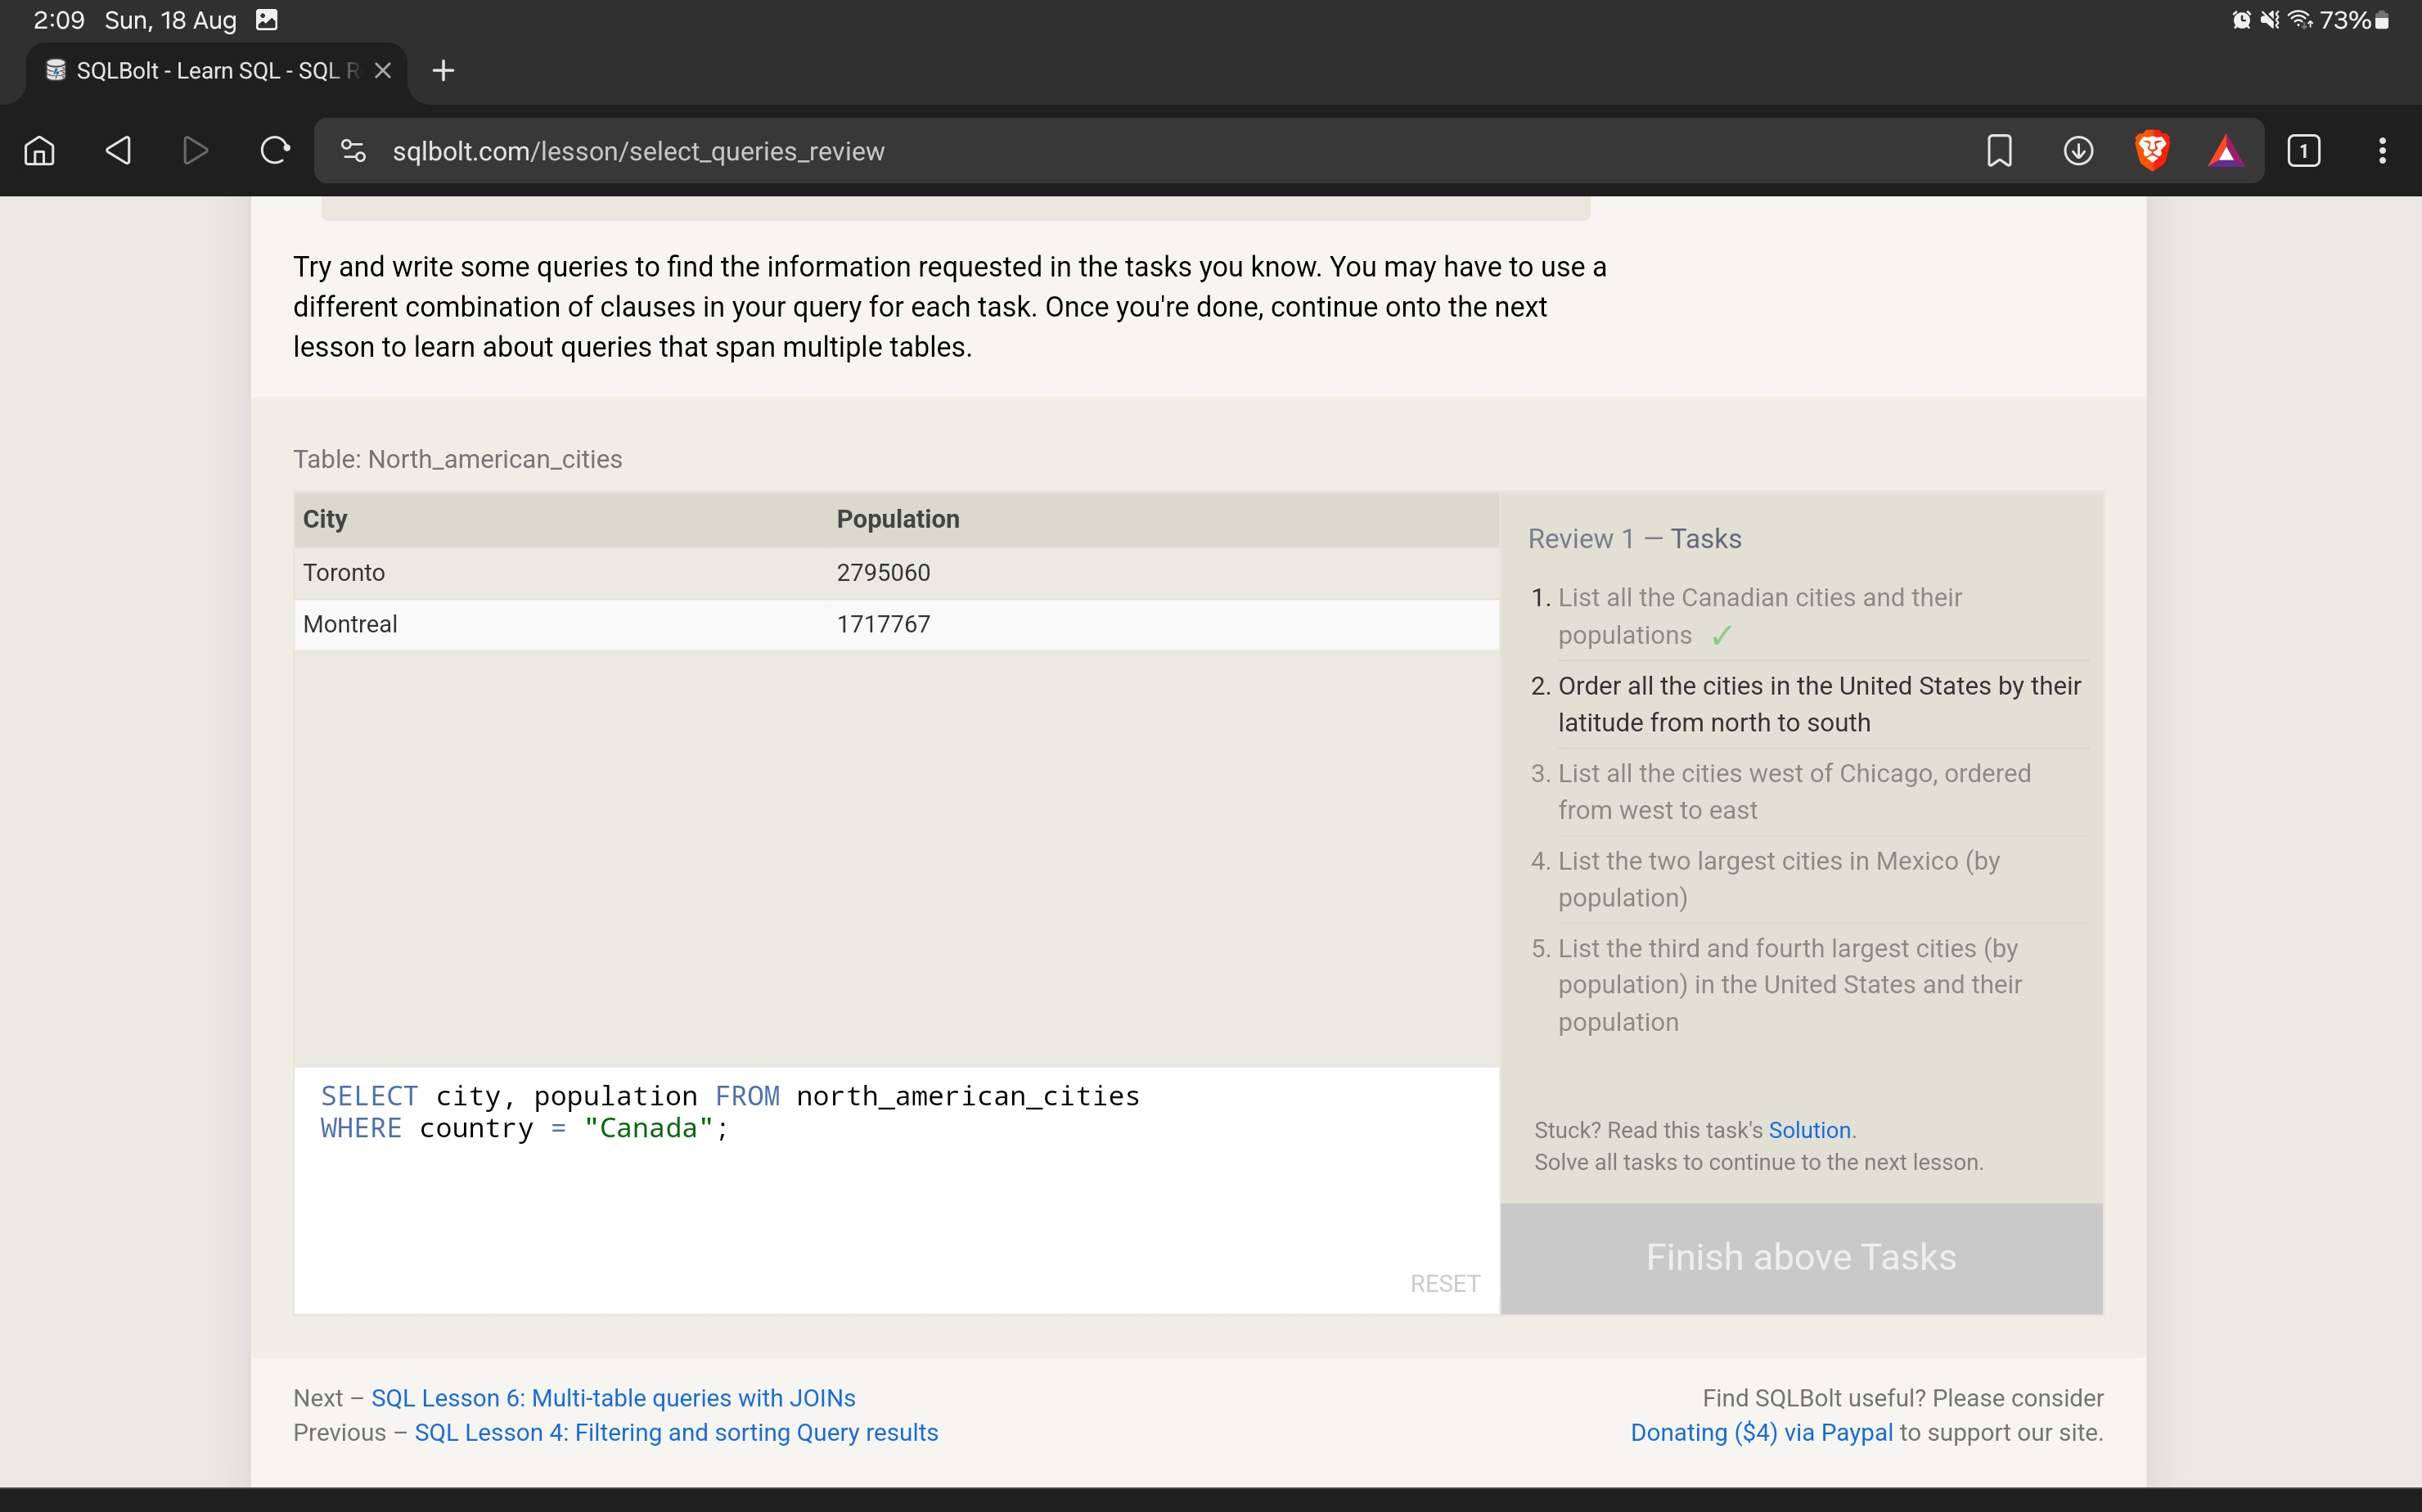 2:09 Sun, 18 Aug
73%
SQLBolt - Learn SQL - SQL R
sqlbolt.com/lesson/select_queries_review
1
Try and write some queries to find the information requested in the tasks you know. You may have to use a
different combination of clauses in your query for each task. Once you're done, continue onto the next
lesson to learn about queries that span multiple tables.
Table: North_american_cities
City Population
Toronto 2795060
Montreal 1717767
SELECT city, population FROM north_american_cities
WHERE country = "Canada";
RESET
Review 1 — Tasks
1. List all the Canadian cities and their
populations ✓
2. Order all the cities in the United States by their
latitude from north to south
3. List all the cities west of Chicago, ordered
from west to east
4. List the two largest cities in Mexico (by
population)
5. List the third and fourth largest cities (by
population) in the United States and their
population
Stuck? Read this task's Solution.
Solve all tasks to continue to the next lesson.
Finish above Tasks
Next – SQL Lesson 6: Multi-table queries with JOINs
Previous – SQL Lesson 4: Filtering and sorting Query results
Find SQLBolt useful? Please consider
Donating ($4) via Paypal to support our site.